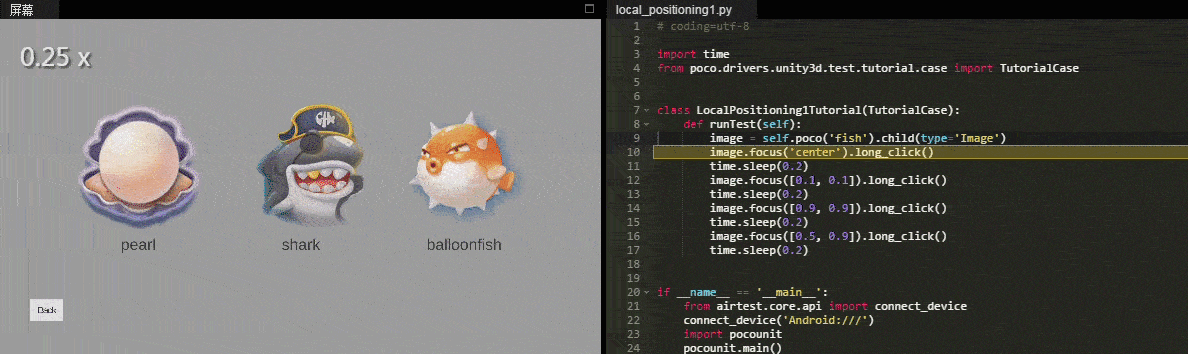 屏幕
0.25 x
pearl
shark
balloonfish
Back
local_positioning1.py
1 # coding=utf-8
2
3 import time
4 from poco.drivers.unity3d.test.tutorial.case import TutorialCase
5
6
7 class LocalPositioning1Tutorial(TutorialCase):
8 def runTest(self):
9 image = self.poco('fish').child(type='Image')
10 image.focus('center').long_click()
11 time.sleep(0.2)
12 image.focus([0.1, 0.1]).long_click()
13 time.sleep(0.2)
14 image.focus([0.9, 0.9]).long_click()
15 time.sleep(0.2)
16 image.focus([0.5, 0.9]).long_click()
17 time.sleep(0.2)
18
19
20 if __name__ == '__main__':
21 from airtest.core.api import connect_device
22 connect_device('Android:///')
23 import pocounit
24 pocounit.main()